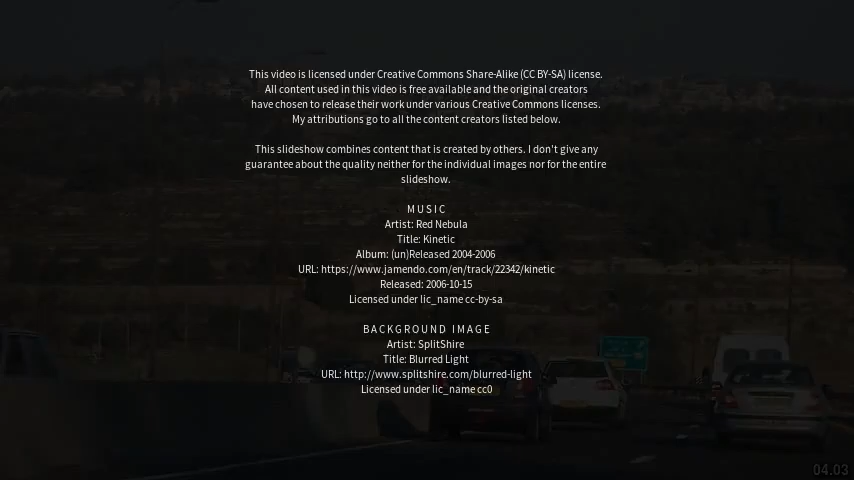 This video is licensed under Creative Commons Share-Alike (CC BY-SA) license.
All content used in this video is free available and the original creators
have chosen to release their work under various Creative Commons licenses.
My attributions go to all the content creators listed below.
This slideshow combines content that is created by others. I don't give any
guarantee about the quality neither for the individual images nor for the entire
slideshow.
MUSIC
Artist: Red Nebula
Title: Kinetic
Album: (un)Released 2004-2006
URL: https://www.jamendo.com/en/track/22342/kinetic
Released: 2006-10-15
Licensed under lic_name cc-by-sa
BACKGROUND IMAGE
Artist: SplitShire
Title: Blurred Light
URL: http://www.splitshire.com/blurred-light
Licensed under lic_name cc0
04.03